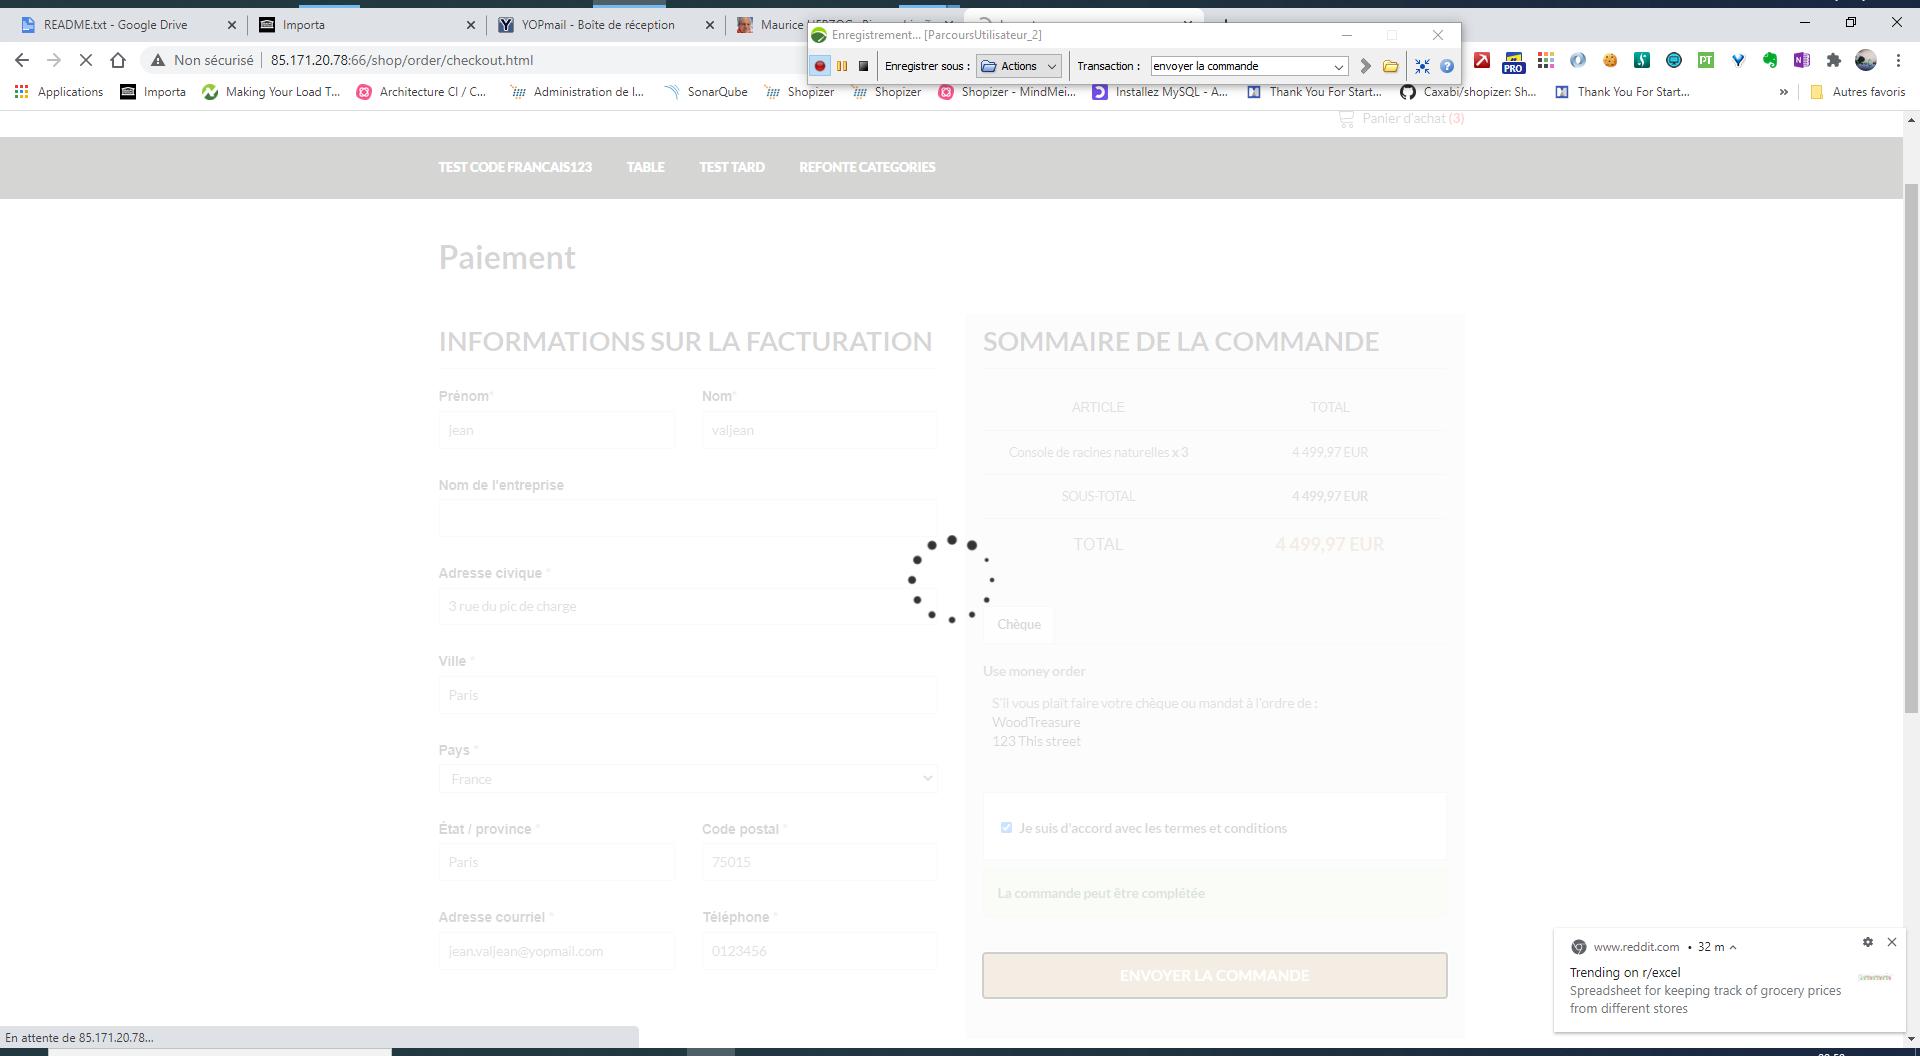 README.txt - Google Drive
Importa
YOPmail - Boîte de réception
Enregistrement... [ParcoursUtilisateur_2]
Non sécurisé
85.171.20.78:66/shop/order/checkout.html
Enregistrer sous :
Actions
Transaction :
envoyer la commande
PRO
Applications
Importa
Making Your Load T...
Architecture CI / C...
Administration de l...
SonarQube
Shopizer
Shopizer
Shopizer - MindMei...
Installez MySQL - A...
Thank You For Start...
Caxabi/shopizer: Sh...
Thank You For Start...
»
Autres favoris
Panier d'achat (3)
TEST CODE FRANCAIS123
TABLE
TEST TARD
REFONTE CATEGORIES
Paiement
INFORMATIONS SUR LA FACTURATION
Prénom*
Nom*
jean
valjean
Nom de l'entreprise
Adresse civique *
3 rue du pic de charge
Ville *
Paris
Pays *
France
État / province *
Code postal *
Paris
75015
Adresse courriel *
Téléphone *
jean.valjean@yopmail.com
0123456
SOMMAIRE DE LA COMMANDE
ARTICLE
TOTAL
Console de racines naturelles x 3
4 499,97 EUR
SOUS-TOTAL
4 499,97 EUR
TOTAL
4 499,97 EUR
Chèque
Use money order
S'il vous plaît faire votre chèque ou mandat à l'ordre de :
WoodTreasure
123 This street
Je suis d'accord avec les termes et conditions
La commande peut être complétée
ENVOYER LA COMMANDE
www.reddit.com • 32 m
Trending on r/excel
Spreadsheet for keeping track of grocery prices
from different stores
En attente de 85.171.20.78...